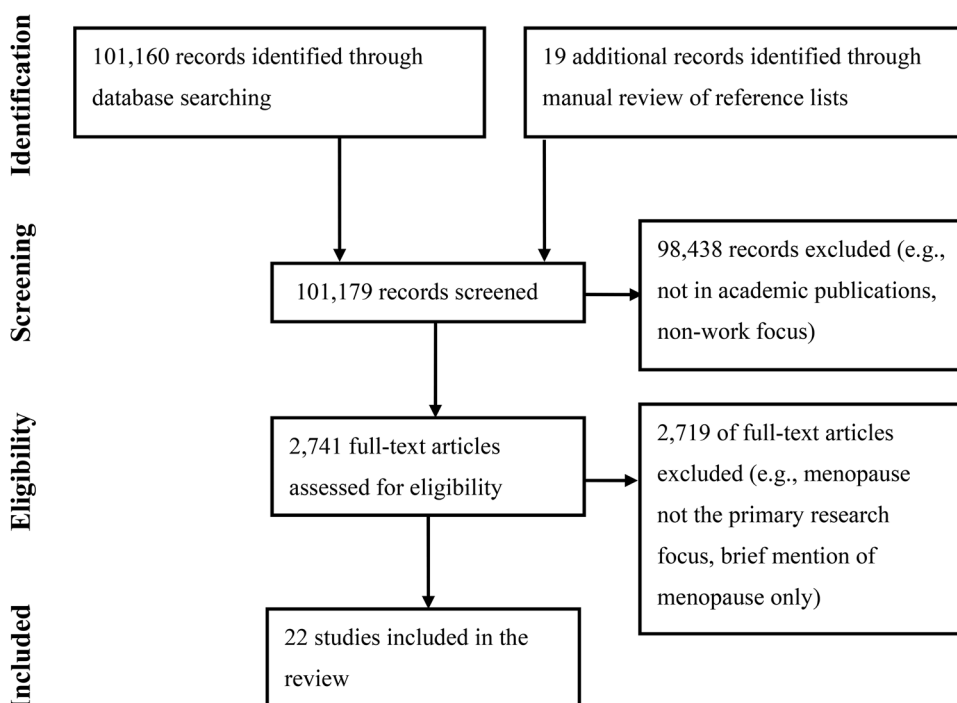 Identification
101,160 records identified through
database searching
19 additional records identified through
manual review of reference lists
Screening
101,179 records screened
98,438 records excluded (e.g.,
not in academic publications,
non-work focus)
Eligibility
2,741 full-text articles
assessed for eligibility
2,719 of full-text articles
excluded (e.g., menopause
not the primary research
focus, brief mention of
menopause only)
Included
22 studies included in the
review